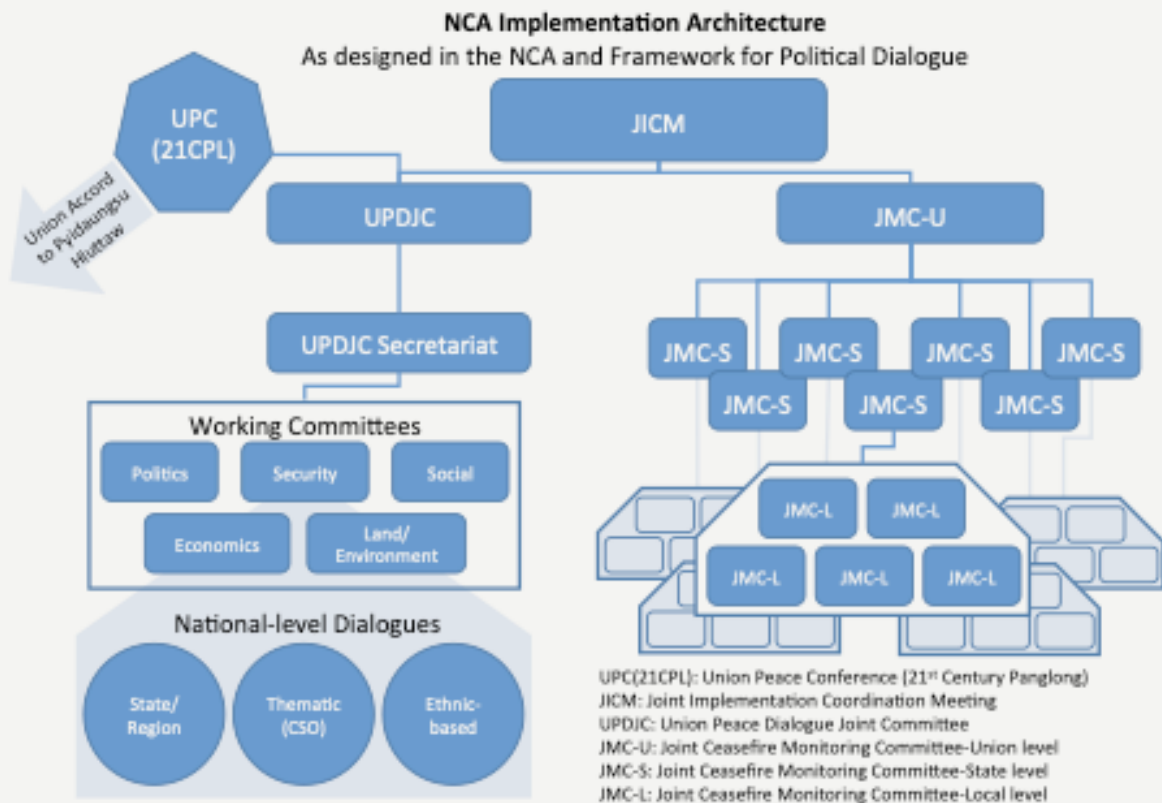 NCA Implementation Architecture
As designed in the NCA and Framework for Political Dialogue
UPC
(21CPL)
JICM
Union Accord
to Pyidaungsu
Hluttaw
UPDJC
JMC-U
UPDJC Secretariat
JMC-S
JMC-S
JMC-S
JMC-S
JMC-S
JMC-S
JMC-S
Working Committees
Politics
Security
Social
Economics
Land/
Environment
JMC-L
JMC-L
JMC-L
JMC-L
JMC-L
National-level Dialogues
State/
Region
Thematic
(CSO)
Ethnic-
based
UPC(21CPL): Union Peace Conference (21st Century Panglong)
JICM: Joint Implementation Coordination Meeting
UPDJC: Union Peace Dialogue Joint Committee
JMC-U: Joint Ceasefire Monitoring Committee-Union level
JMC-S: Joint Ceasefire Monitoring Committee-State level
JMC-L: Joint Ceasefire Monitoring Committee-Local level